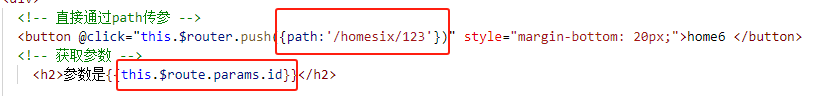 <div>
<!-- 直接通过path传参 -->
<button @click="this.$router.push({path:'/homesix/123'})" style="margin-bottom: 20px;">home6 </button>
<!-- 获取参数 -->
<h2>参数是{{this.$route.params.id}}</h2>